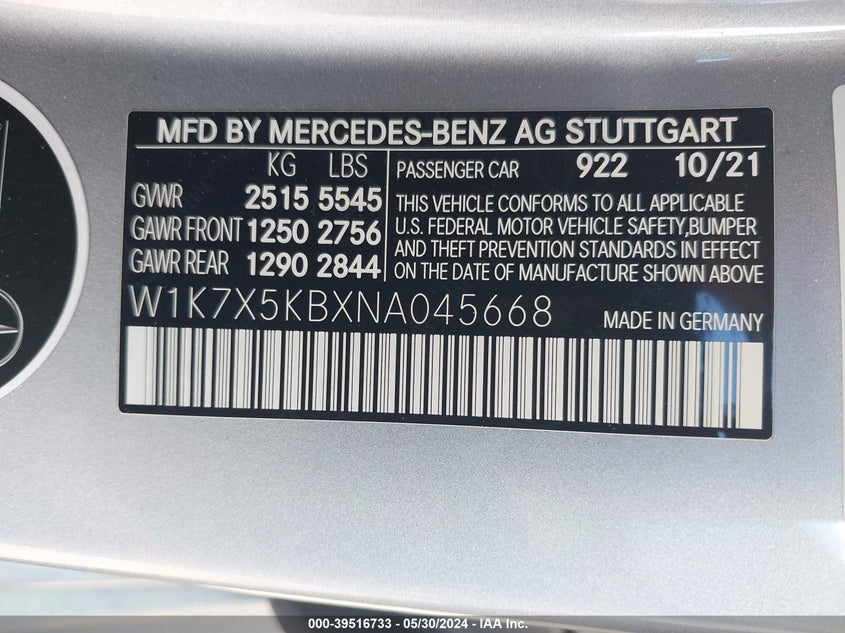 MFD BY MERCEDES-BENZ AG STUTTGART
KG LBS PASSENGER CAR 922 10/21
GVWR 2515 5545
GAWR FRONT 1250 2756
GAWR REAR 1290 2844
THIS VEHICLE CONFORMS TO ALL APPLICABLE
U.S. FEDERAL MOTOR VEHICLE SAFETY,BUMPER
AND THEFT PREVENTION STANDARDS IN EFFECT
ON THE DATE OF MANUFACTURE SHOWN ABOVE
W1K7X5KBXNA045668 MADE IN GERMANY
000-39516733 - 05/30/2024 - IAA Inc.